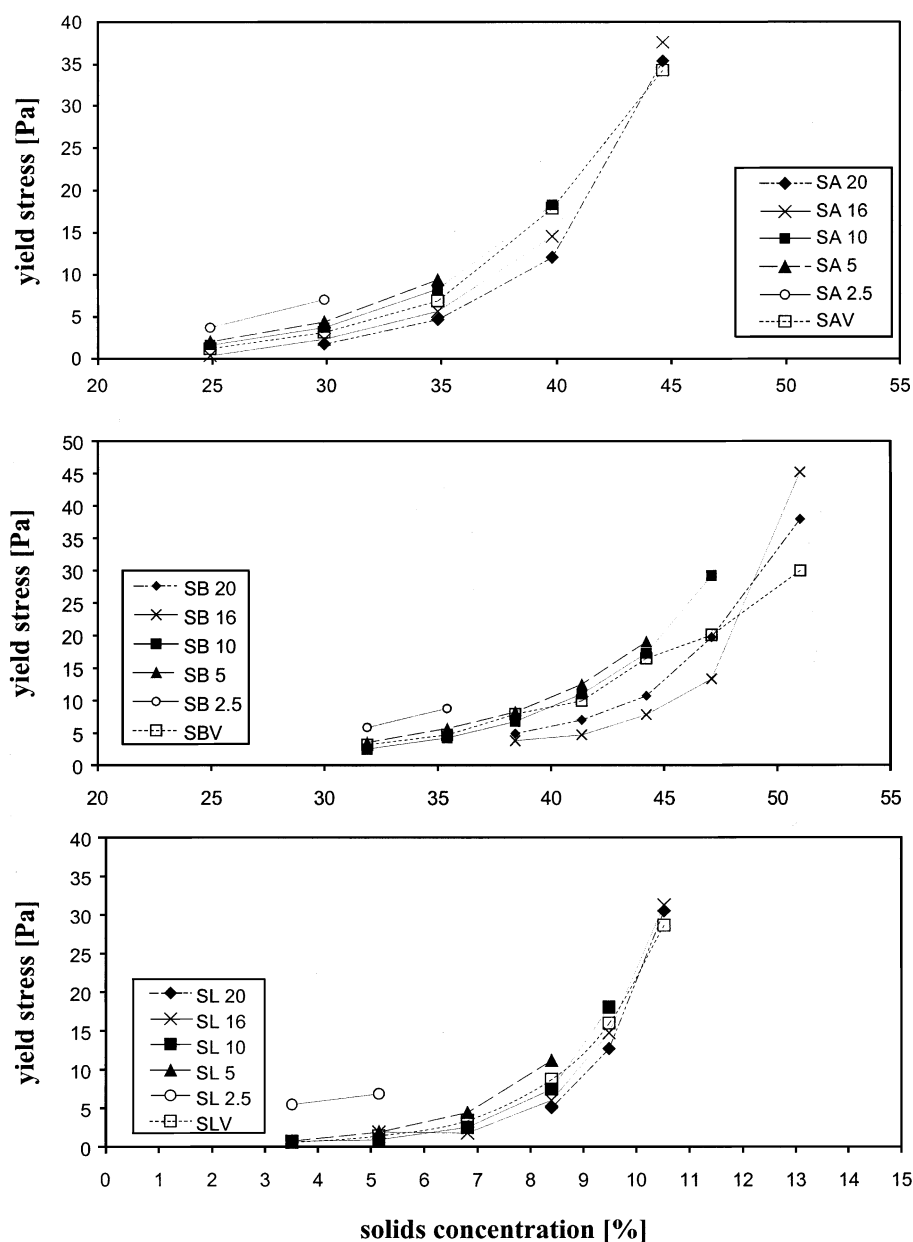 yield stress [Pa]
40
35
30
25
20
15
10
5
0
20
25
30
35
40
45
50
55
SA 20
SA 16
SA 10
SA 5
SA 2.5
SAV
yield stress [Pa]
50
45
40
35
30
25
20
15
10
5
0
20
25
30
35
40
45
50
55
SB 20
SB 16
SB 10
SB 5
SB 2.5
SBV
yield stress [Pa]
40
35
30
25
20
15
10
5
0
0
1
2
3
4
5
6
7
8
9
10
11
12
13
14
15
SL 20
SL 16
SL 10
SL 5
SL 2.5
SLV
solids concentration [%]